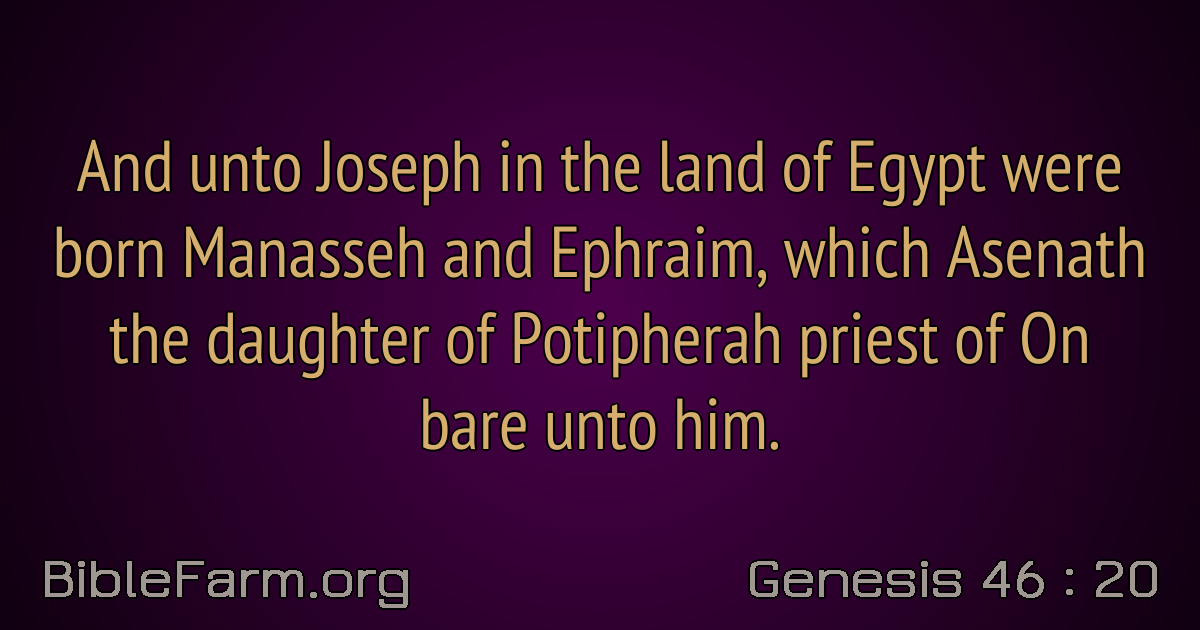 And unto Joseph in the land of Egypt were
born Manasseh and Ephraim, which Asenath
the daughter of Potipherah priest of On
bare unto him.
BibleFarm.org
Genesis 46 : 20